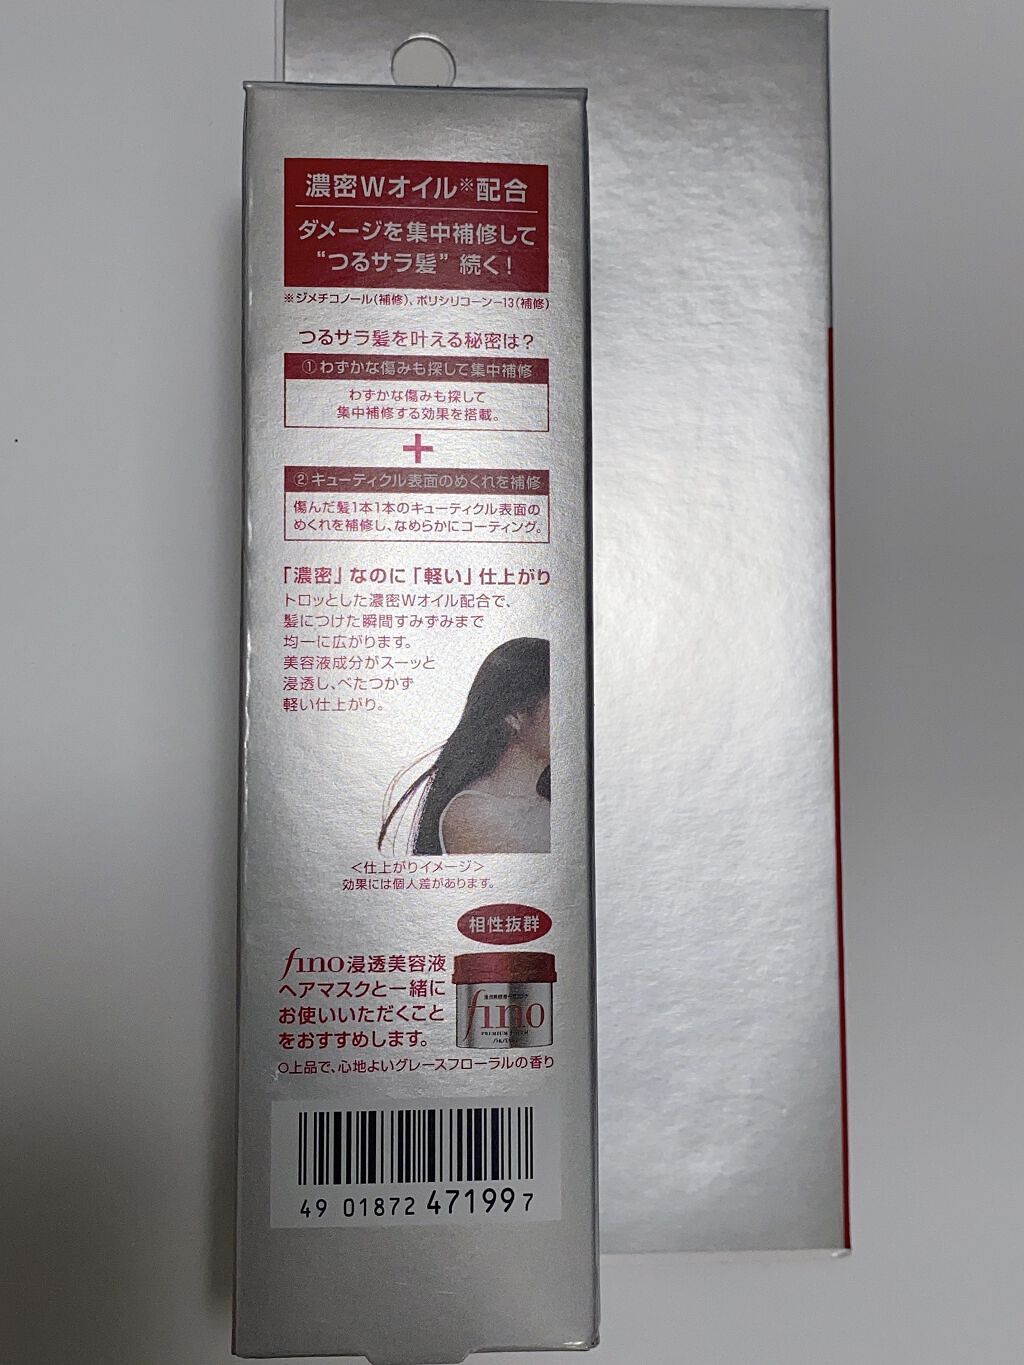 濃密Wオイル※配合
ダメージを集中補修して
“つるサラ髪”続く!
※ジメチコノール(補修)、ポリシリコーン-13(補修)
つるサラ髪を叶える秘密は?
①わずかな傷みも探して集中補修
わずかな傷みも探して
集中補修する効果を搭載。
+
②キューティクル表面のめくれを補修
傷んだ髪1本1本のキューティクル表面の
めくれを補修し、なめらかにコーティング。
「濃密」なのに「軽い」仕上がり
トロッとした濃密Wオイル配合で、
髪につけた瞬間すみずみまで
均一に広がります。
美容液成分がスーッと
浸透し、べたつかず
軽い仕上がり。
<仕上がりイメージ>
効果には個人差があります。
相性抜群
fino浸透美容液
ヘアマスクと一緒に
お使いいただくこと
をおすすめします。
fino
○上品で、心地よいグレースフローラルの香り
49 01872 471997